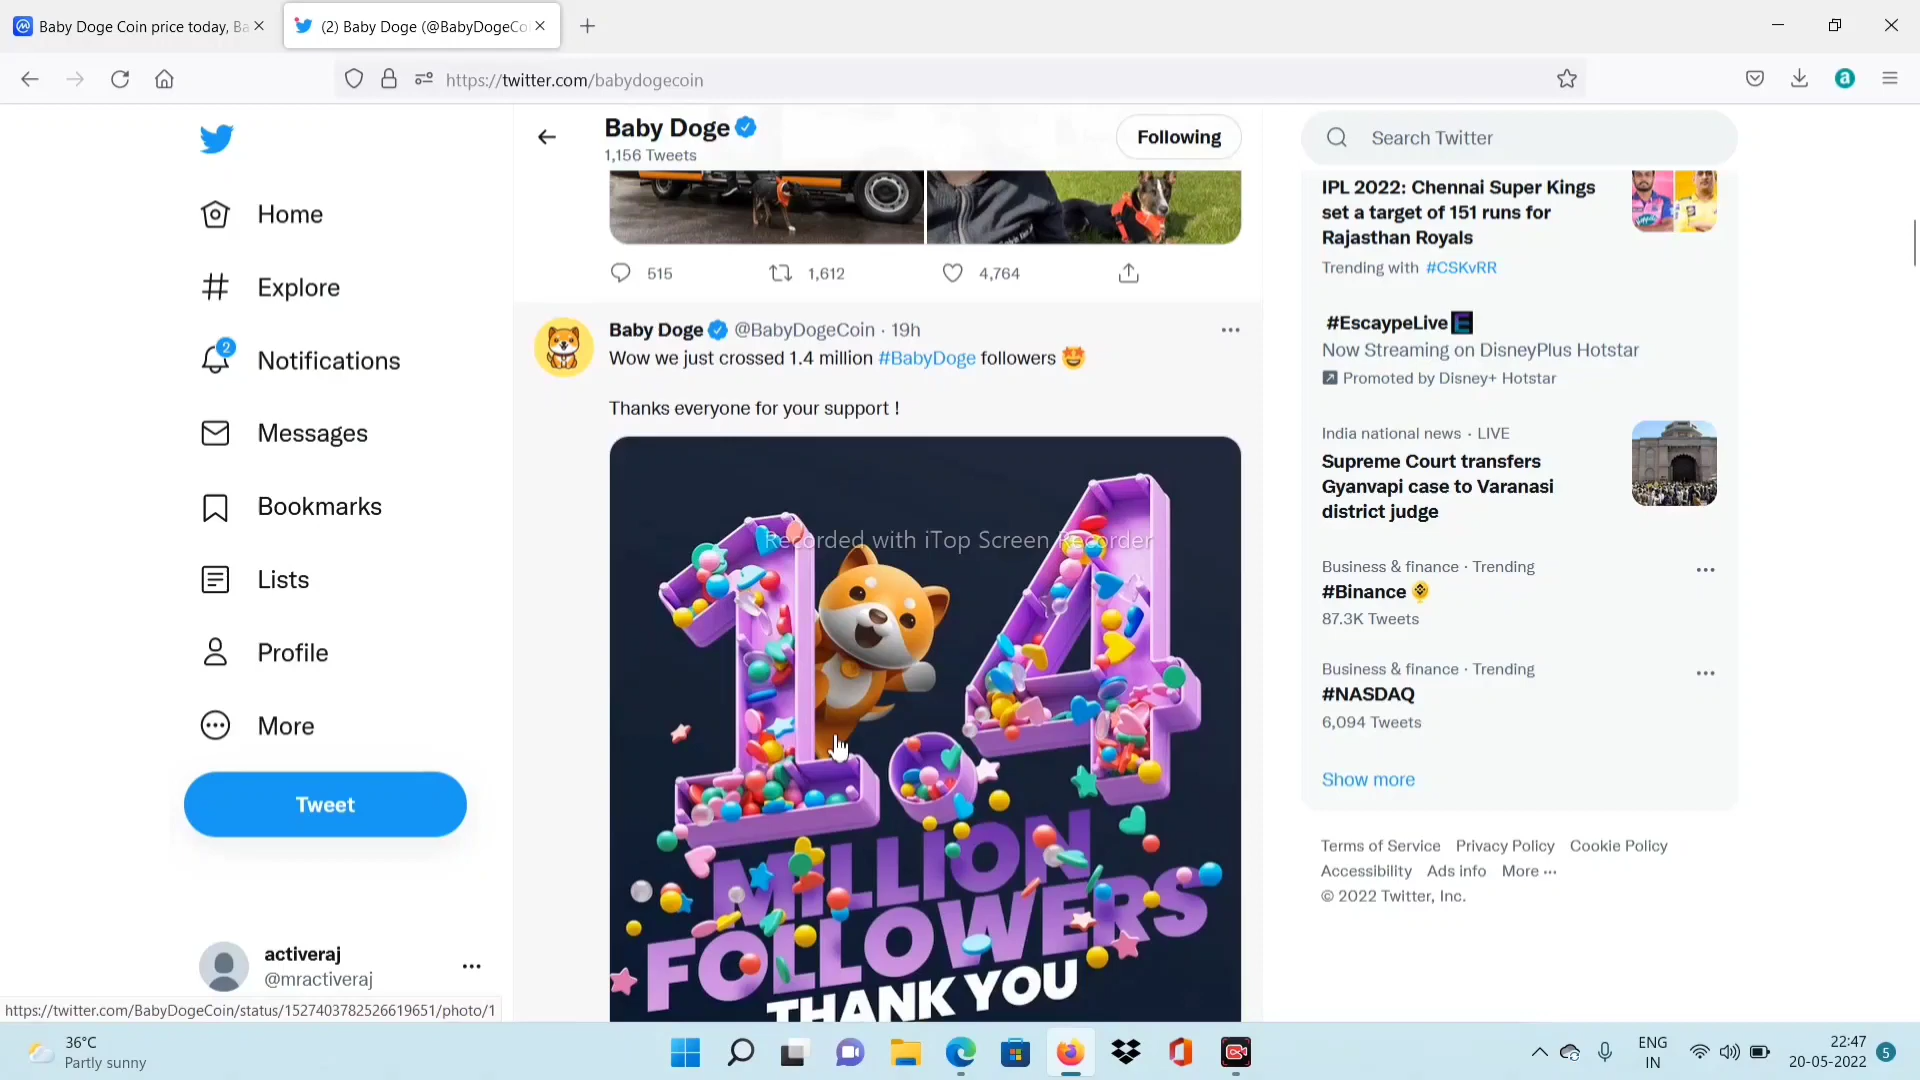 Baby Doge Coin price today, Ba
(2) Baby Doge (@BabyDogeCo
https://twitter.com/babydogecoin
a
Baby Doge
1,156 Tweets
Following
Search Twitter
Home
Explore
2
Notifications
Messages
Bookmarks
Lists
Profile
More
Tweet
activeraj
@mractiveraj
515
1,612
4,764
Baby Doge @BabyDogeCoin · 19h
Wow we just crossed 1.4 million #BabyDoge followers
Thanks everyone for your support !
Recorded with iTop Screen Recorder
1.4
MILLION
FOLLOWERS
THANK YOU
IPL 2022: Chennai Super Kings
set a target of 151 runs for
Rajasthan Royals
Trending with #CSKvRR
#EscaypeLive
Now Streaming on DisneyPlus Hotstar
Promoted by Disney+ Hotstar
India national news · LIVE
Supreme Court transfers
Gyanvapi case to Varanasi
district judge
Business & finance · Trending
#Binance
87.3K Tweets
Business & finance · Trending
#NASDAQ
6,094 Tweets
Show more
Terms of Service Privacy Policy Cookie Policy
Accessibility Ads info More ···
© 2022 Twitter, Inc.
https://twitter.com/BabyDogeCoin/status/1527403782526619651/photo/1
36°C
Partly sunny
ENG
IN
22:47
20-05-2022
5